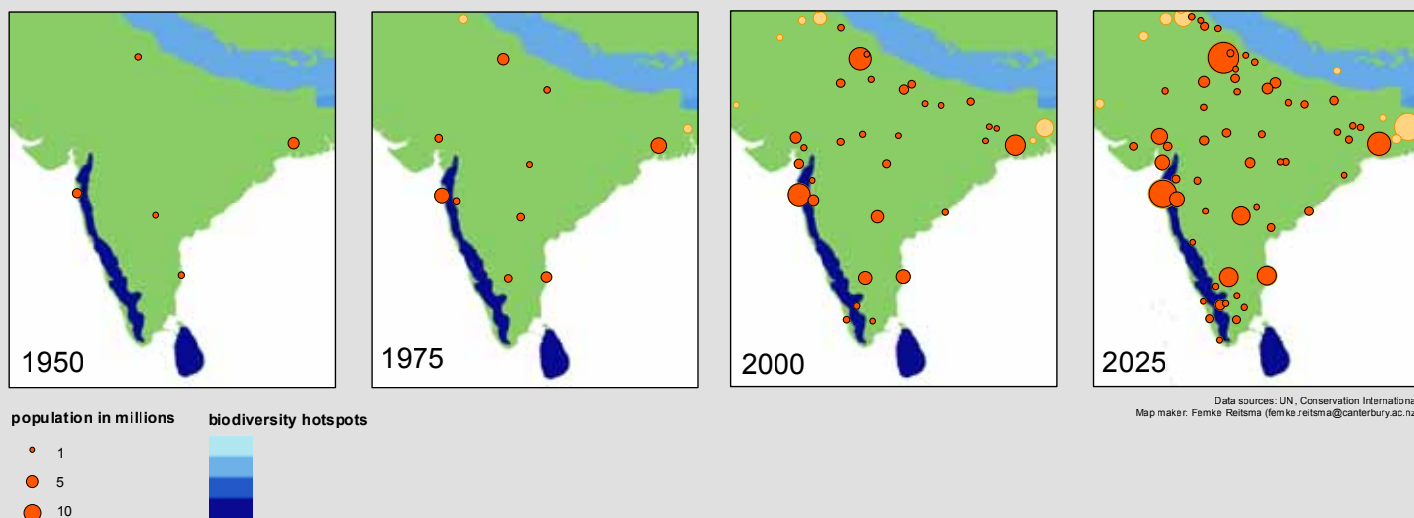 1950
1975
2000
2025
Data sources: UN, Conservation Internationa
Map maker: Femke Reitsma (femke.reitsma@canterbury.ac.nz
population in millions
biodiversity hotspots
1
5
10